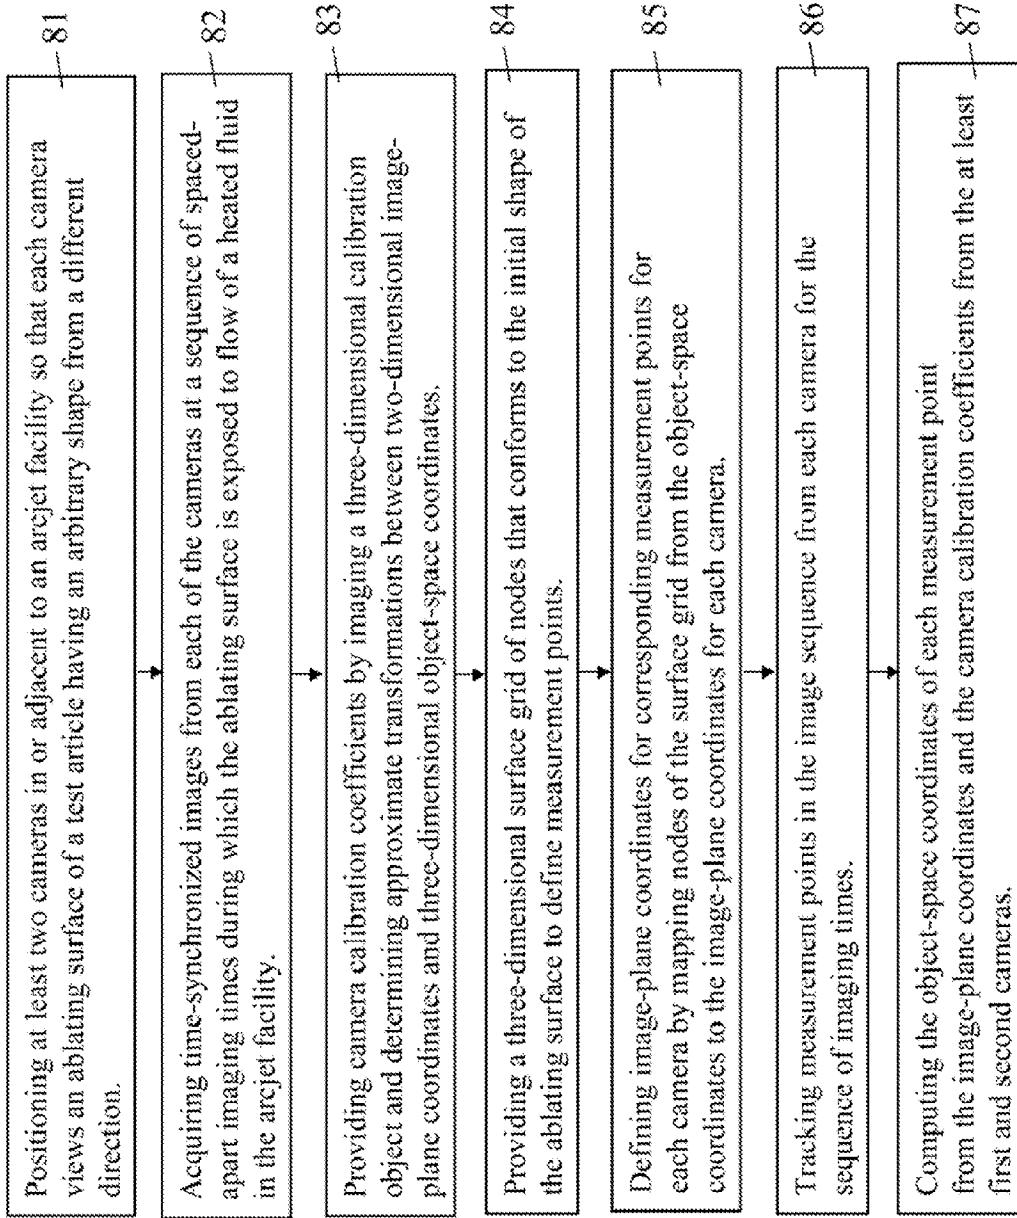 Positioning at least two cameras in or adjacent to an arcjet facility so that each camera
views an ablating surface of a test article having an arbitrary shape from a different
direction.
81
Acquiring time-synchronized images from each of the cameras at a sequence of spaced-
apart imaging times during which the ablating surface is exposed to flow of a heated fluid
in the arcjet facility.
82
Providing camera calibration coefficients by imaging a three-dimensional calibration
object and determining approximate transformations between two-dimensional image-
plane coordinates and three-dimensional object-space coordinates.
83
Providing a three-dimensional surface grid of nodes that conforms to the initial shape of
the ablating surface to define measurement points.
84
Defining image-plane coordinates for corresponding measurement points for
each camera by mapping nodes of the surface grid from the object-space
coordinates to the image-plane coordinates for each camera.
85
Tracking measurement points in the image sequence from each camera for the
sequence of imaging times.
86
Computing the object-space coordinates of each measurement point
from the image-plane coordinates and the camera calibration coefficients from the at least
first and second cameras.
87